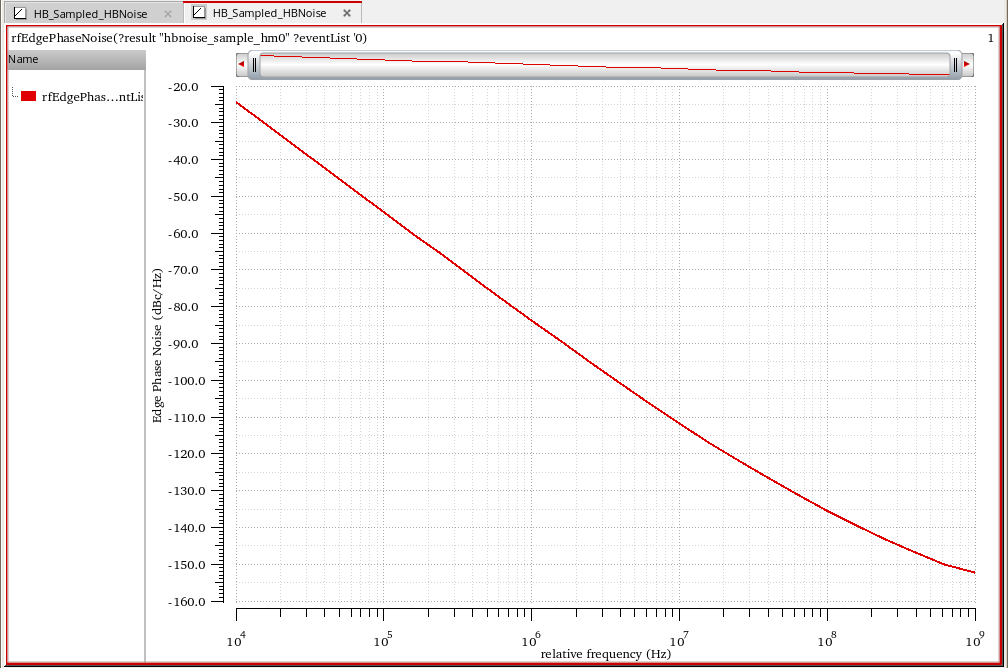 HB_Sampled_HBNoise HB_Sampled_HBNoise
rfEdgePhaseNoise(?result "hbnoise_sample_hm0" ?eventList '0) 1
Name
rfEdgePhas...ntLis
-20.0
-30.0
-40.0
-50.0
-60.0
-70.0
-80.0
-90.0
-100.0
-110.0
-120.0
-130.0
-140.0
-150.0
-160.0
Edge Phase Noise (dBc/Hz)
10^4 10^5 10^6 10^7 10^8 10^9
relative frequency (Hz)